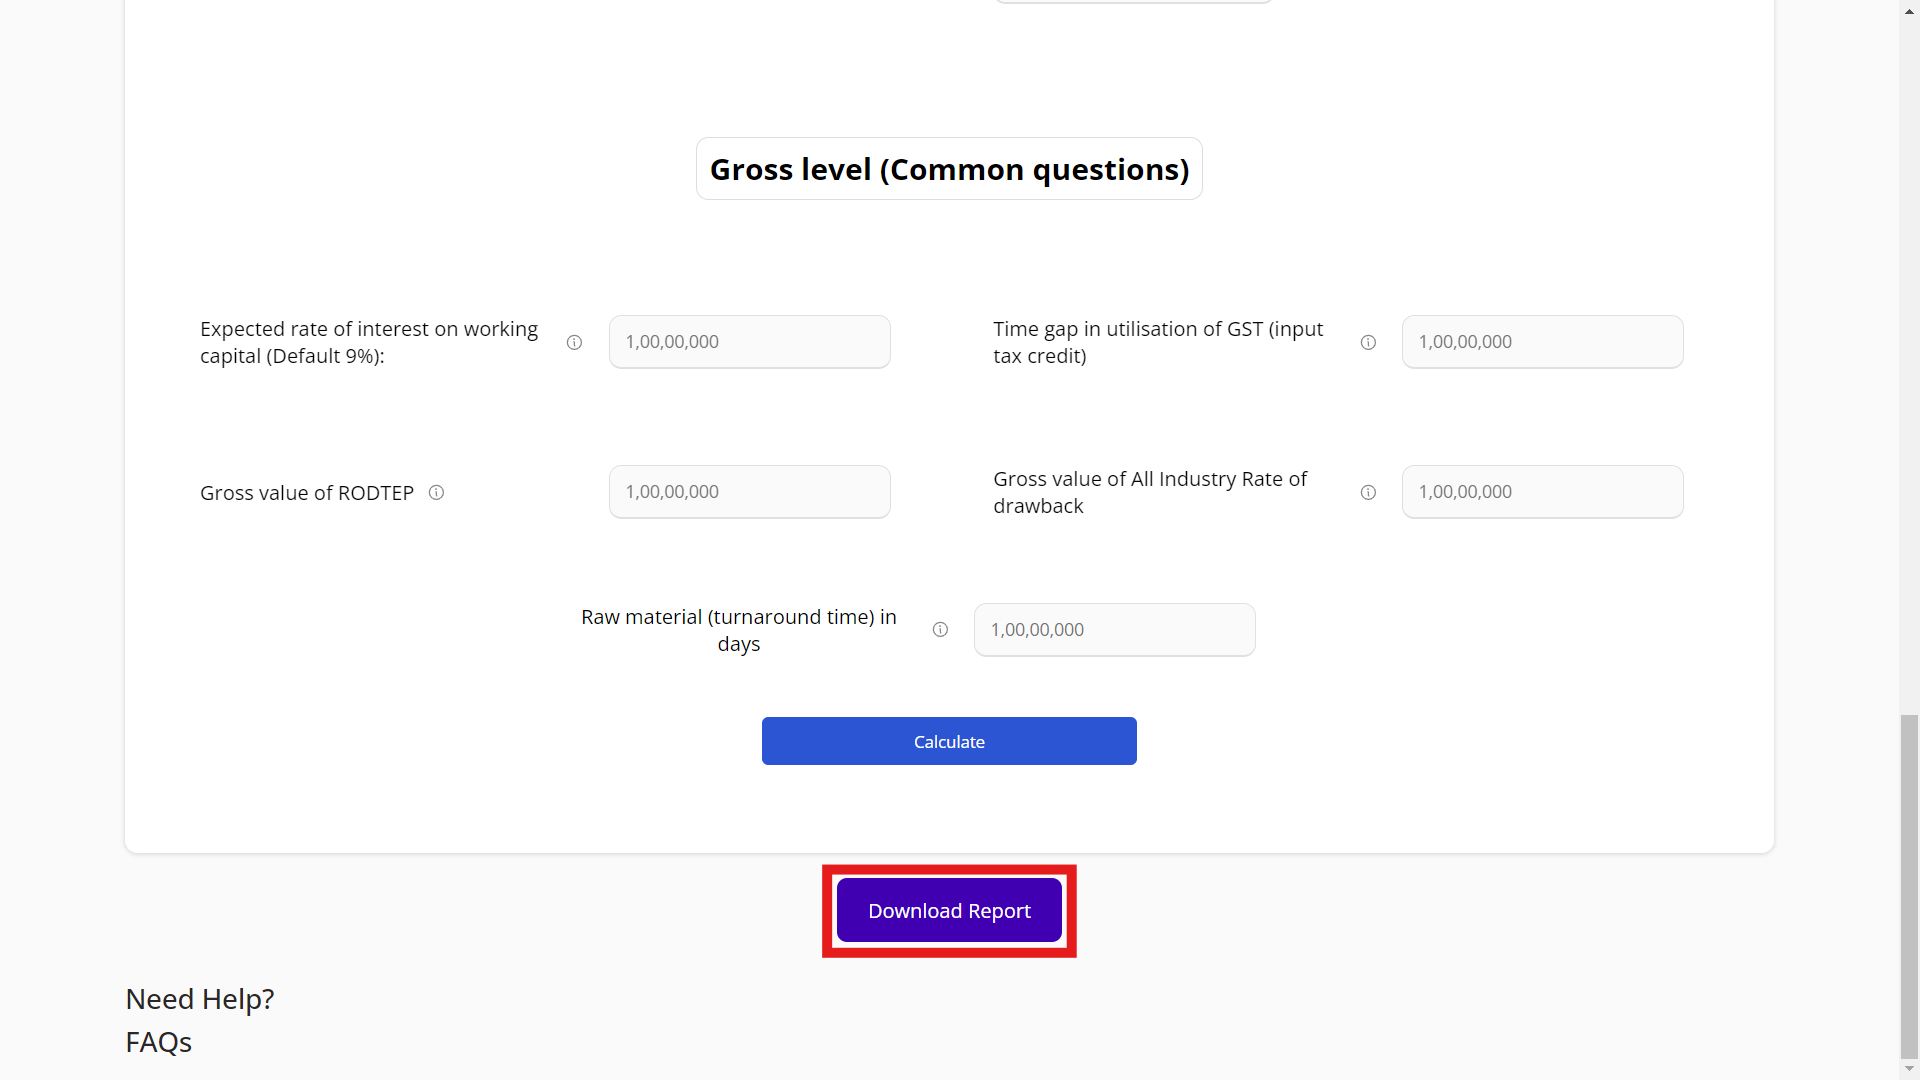 Gross level (Common questions)
Expected rate of interest on working
capital (Default 9%):
1,00,00,000
Time gap in utilisation of GST (input
tax credit)
1,00,00,000
Gross value of RODTEP
1,00,00,000
Gross value of All Industry Rate of
drawback
1,00,00,000
Raw material (turnaround time) in
days
1,00,00,000
Calculate
Download Report
Need Help?
FAQs